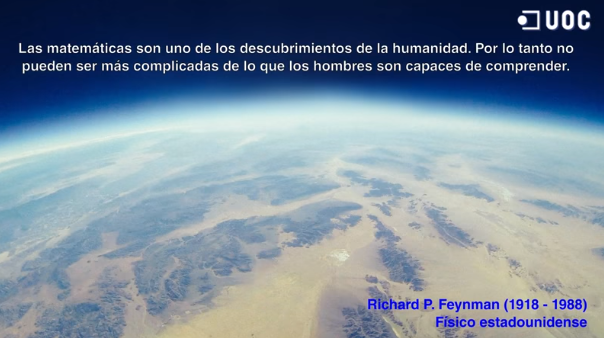 UOC
Las matemáticas son uno de los descubrimientos de la humanidad. Por lo tanto no
pueden ser más complicadas de lo que los hombres son capaces de comprender.
Richard P. Feynman (1918 - 1988)
Físico estadounidense